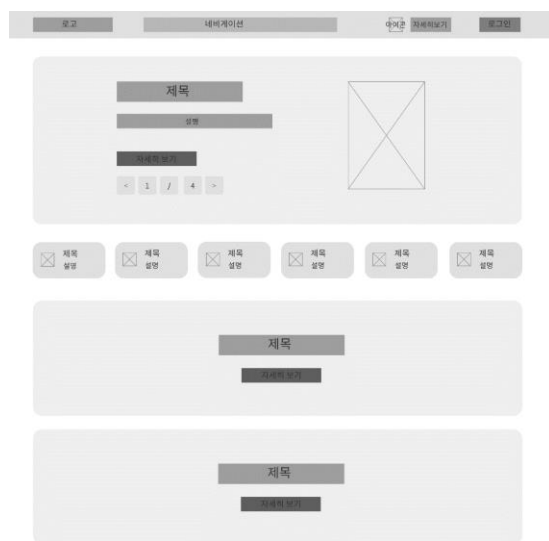 로고
네비게이션
아이콘
자세히보기
로그인
제목
설명
자세히 보기
< 1 / 4 >
제목
설명
제목
설명
제목
설명
제목
설명
제목
설명
제목
설명
제목
자세히 보기
제목
자세히 보기